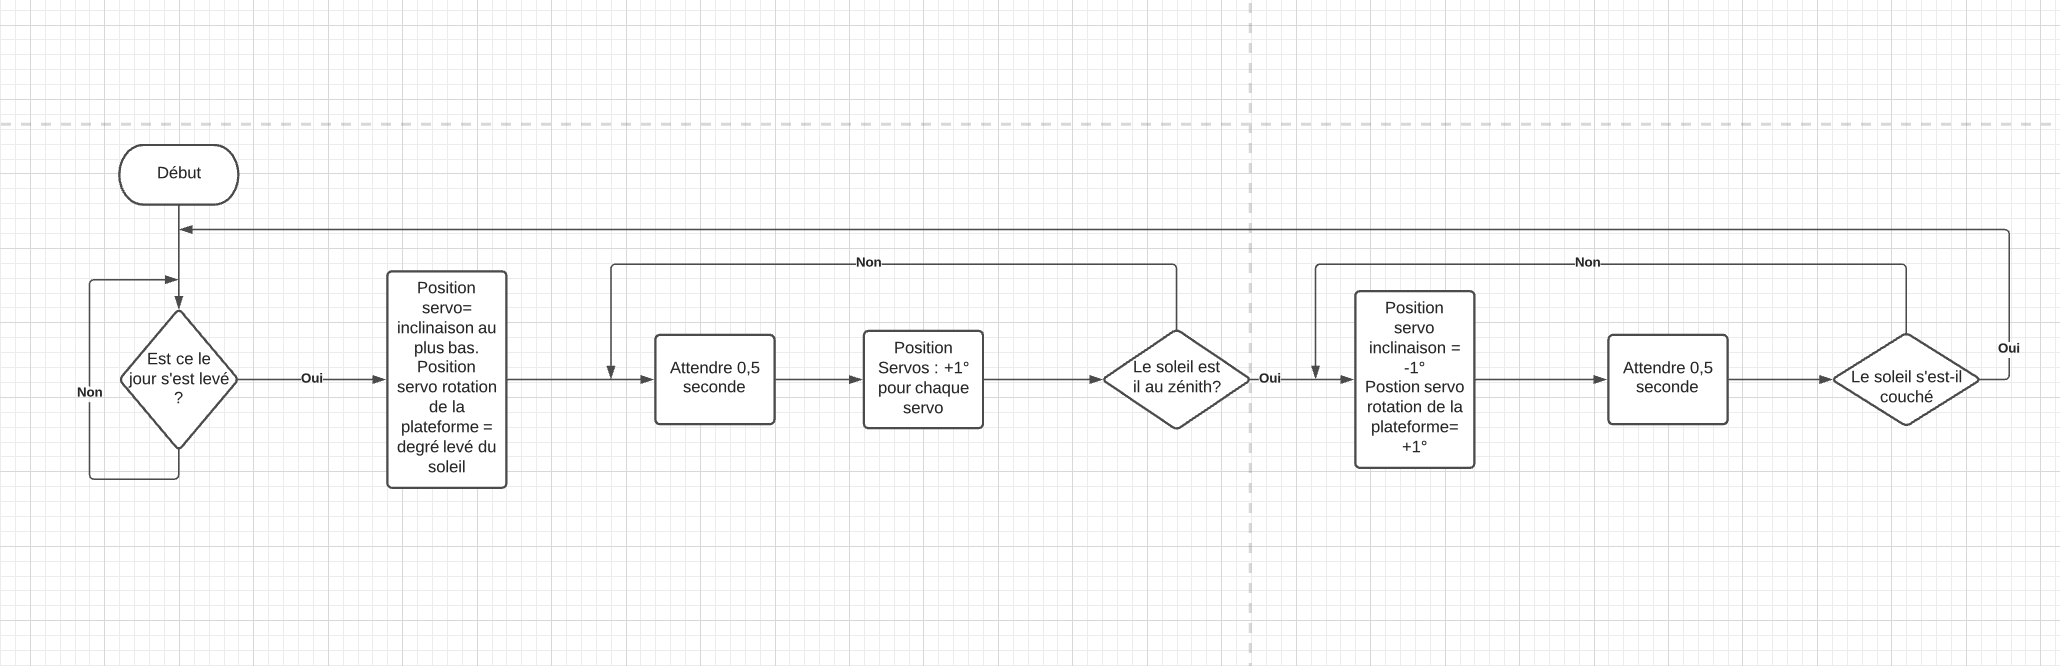 Début
Est ce le
jour s'est levé
?
Non
Oui
Position
servo=
inclinaison au
plus bas.
Position
servo rotation
de la
plateforme =
degré levé du
soleil
Attendre 0,5
seconde
Position
Servos : +1°
pour chaque
servo
Non
Le soleil est
il au zénith?
Oui
Position
servo
inclinaison =
-1°
Postion servo
rotation de la
plateforme=
+1°
Non
Attendre 0,5
seconde
Le soleil s'est-il
couché
Oui